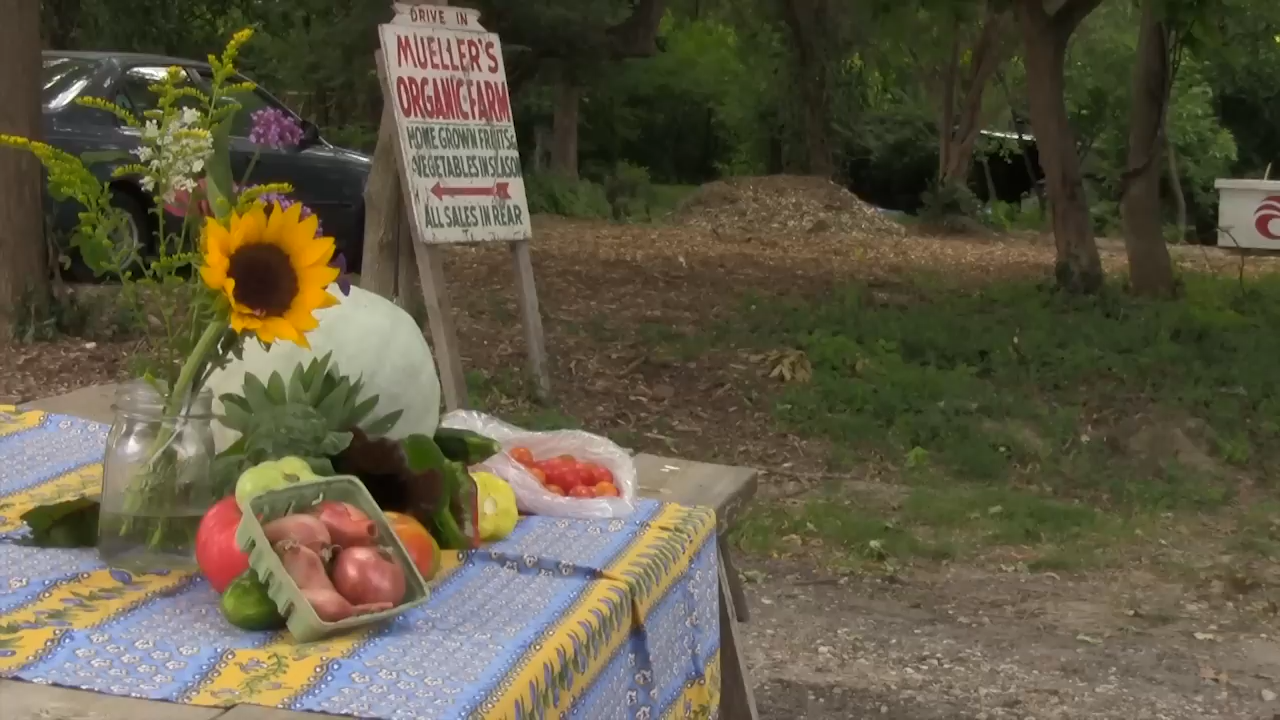 DRIVE IN
MUELLER'S
ORGANIC FARM
HOME GROWN FRUITS &
VEGETABLES IN SEASON
ALL SALES IN REAR